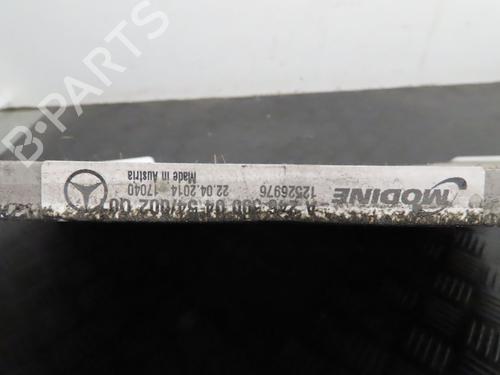 B-PARTS
MODINE
12526976
22.04.2014 17040
Made in Austria